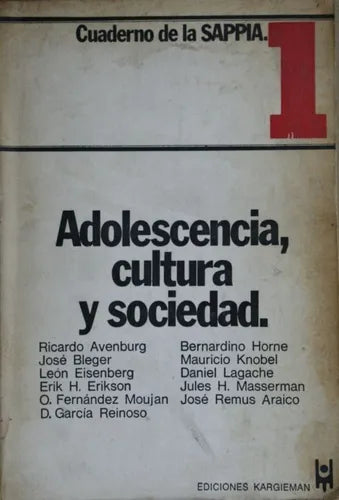 Cuaderno de la SAPPIA.
1
Adolescencia,
cultura
y sociedad.
Ricardo Avenburg
José Bleger
León Eisenberg
Erik H. Erikson
O. Fernández Moujan
D. García Reinoso
Bernardino Horne
Mauricio Knobel
Daniel Lagache
Jules H. Masserman
José Remus Araico
EDICIONES KARGIEMAN